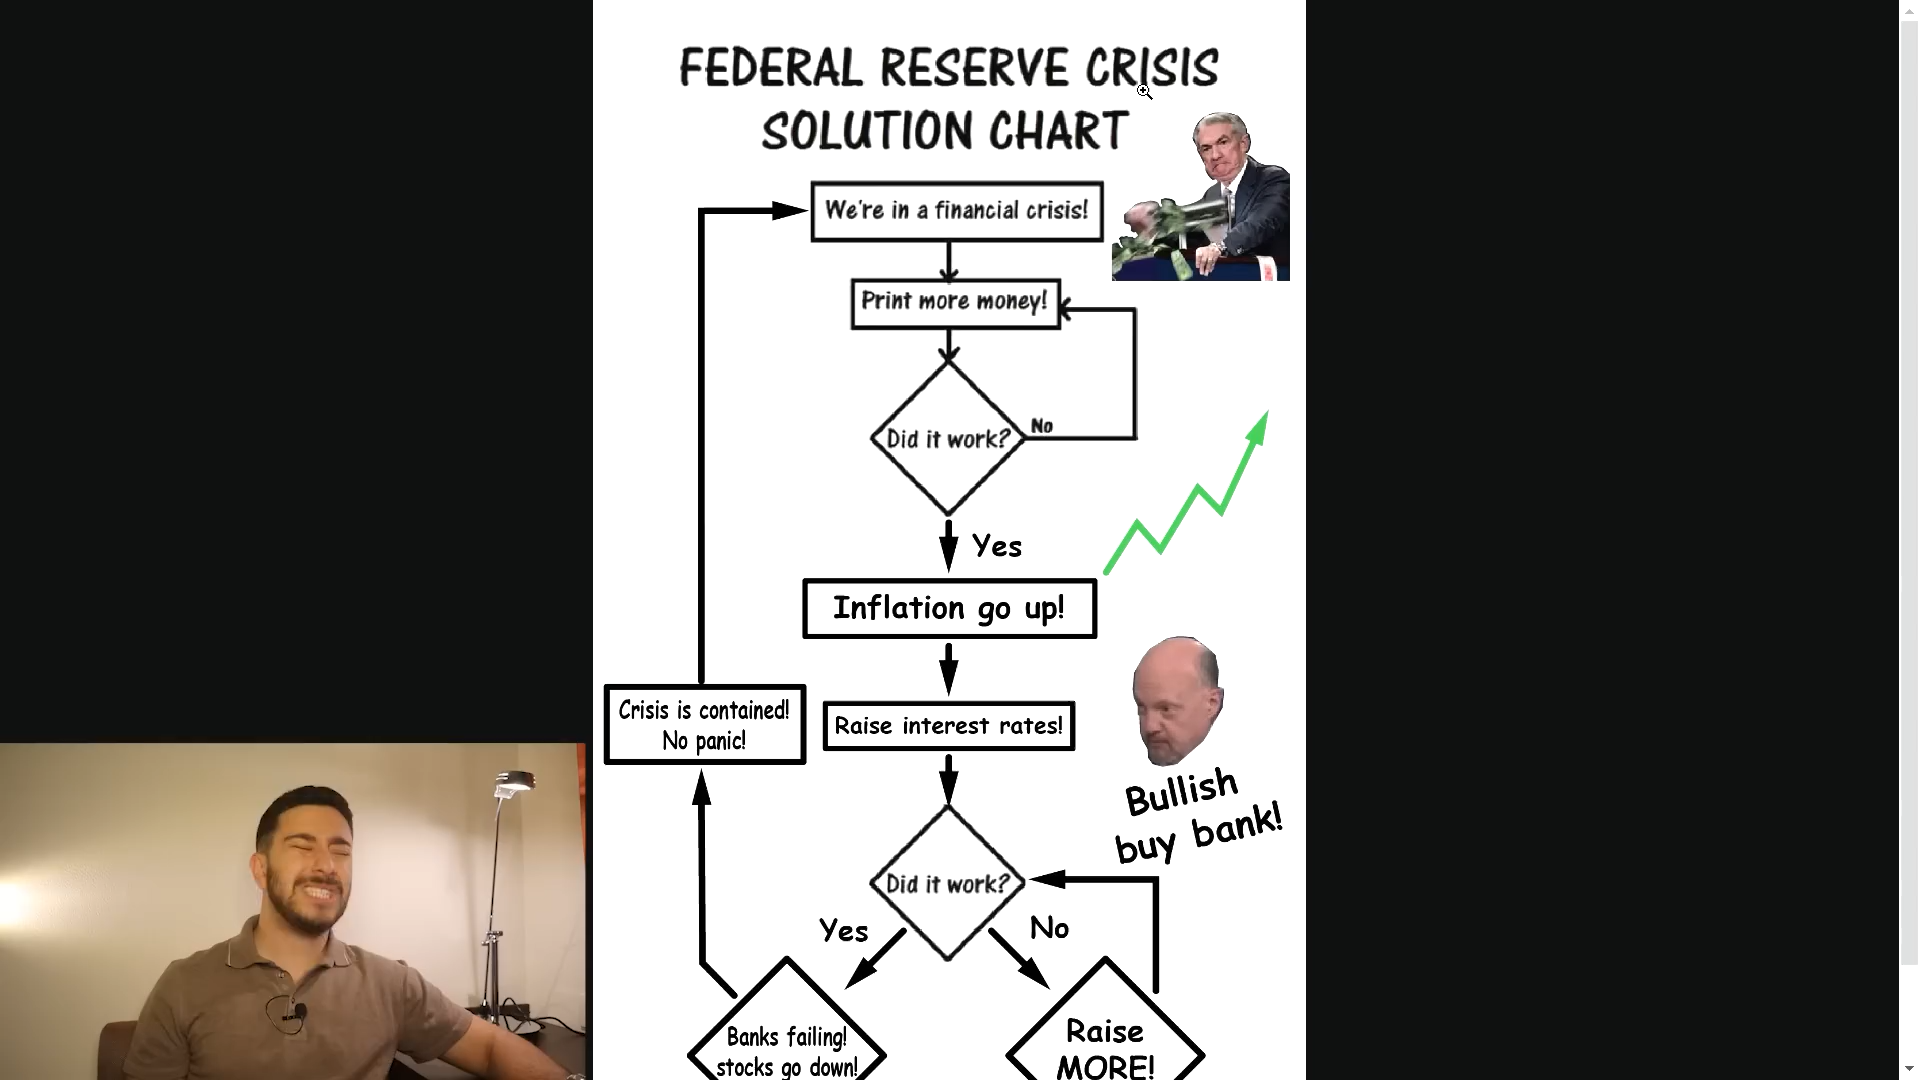 FEDERAL RESERVE CRISIS
SOLUTION CHART
We're in a financial crisis!
Print more money!
Did it work?
No
Yes
Inflation go up!
Crisis is contained!
No panic!
Raise interest rates!
Bullish
buy bank!
Did it work?
Yes
No
Banks failing!
stocks go down!
Raise
MORE!